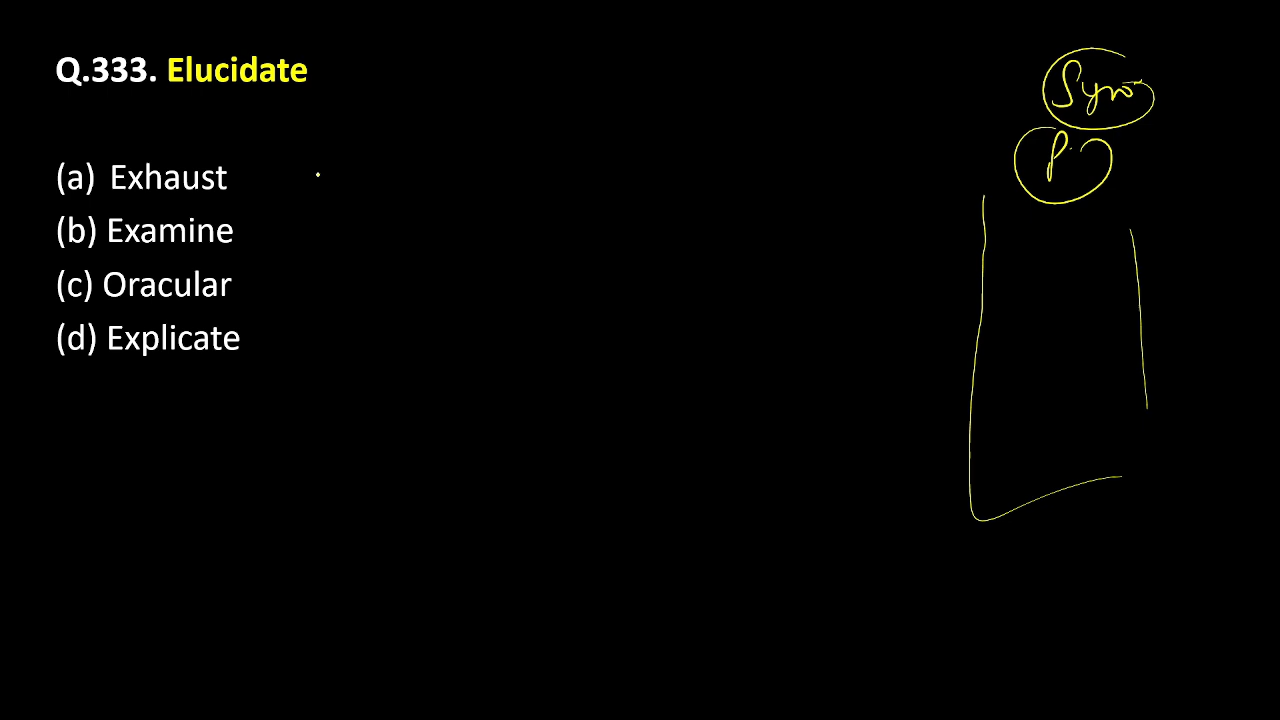 Q.333. Elucidate
Syno
P.
(a) Exhaust
(b) Examine
(c) Oracular
(d) Explicate